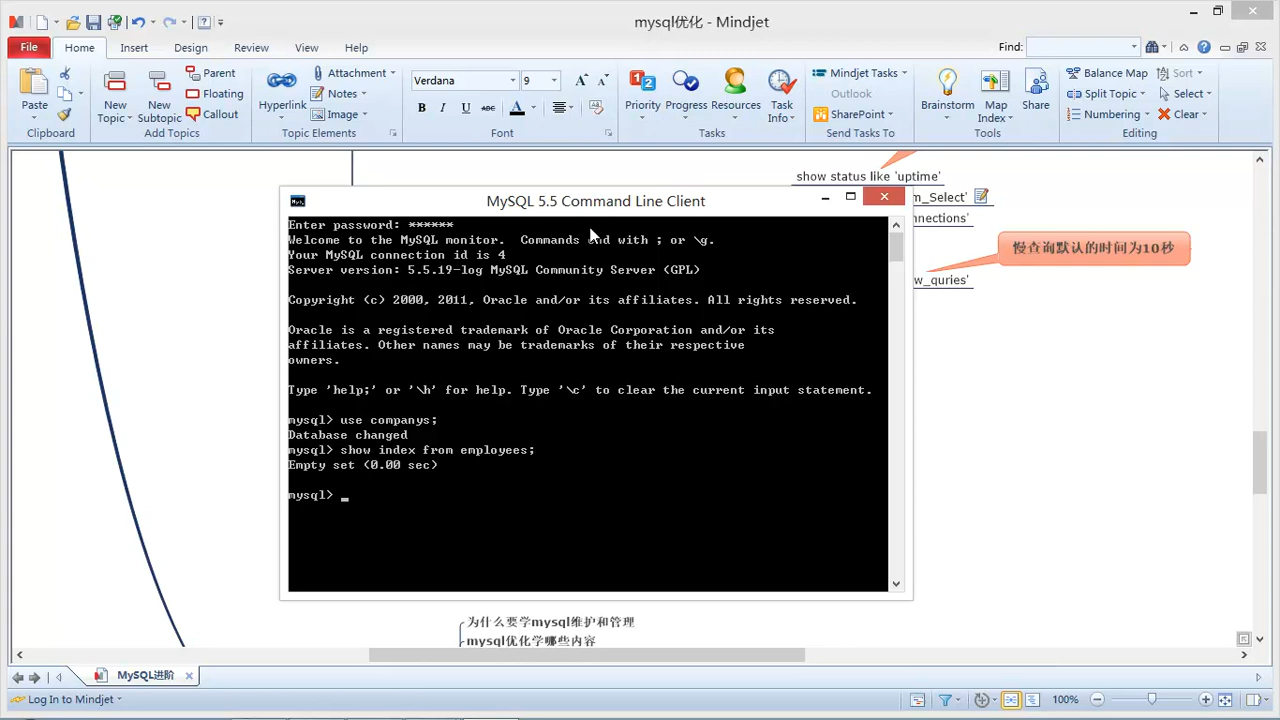 mysql优化 - Mindjet
File Home Insert Design Review View Help Find:
Paste
Clipboard
New Topic
New Subtopic
Parent
Floating
Callout
Add Topics
Hyperlink
Attachment
Notes
Image
Topic Elements
Verdana 9
B I U abc A
Font
Priority Progress Resources Task Info
Tasks
Mindjet Tasks
Outlook
SharePoint
Send Tasks To
Brainstorm Map Index Share
Tools
Balance Map Sort
Split Topic Select
Numbering Clear
Editing
show status like 'uptime'
m_Select'
nnections'
慢查询默认的时间为10秒
w_quries'
MySQL 5.5 Command Line Client
Enter password: ******
Welcome to the MySQL monitor.  Commands end with ; or \g.
Your MySQL connection id is 4
Server version: 5.5.19-log MySQL Community Server (GPL)
Copyright (c) 2000, 2011, Oracle and/or its affiliates. All rights reserved.
Oracle is a registered trademark of Oracle Corporation and/or its
affiliates. Other names may be trademarks of their respective
owners.
Type 'help;' or '\h' for help. Type '\c' to clear the current input statement.
mysql> use companys;
Database changed
mysql> show index from employees;
Empty set (0.00 sec)
mysql> _
为什么要学mysql维护和管理
mysql优化学哪些内容
MySQL进阶
Log In to Mindjet
100%